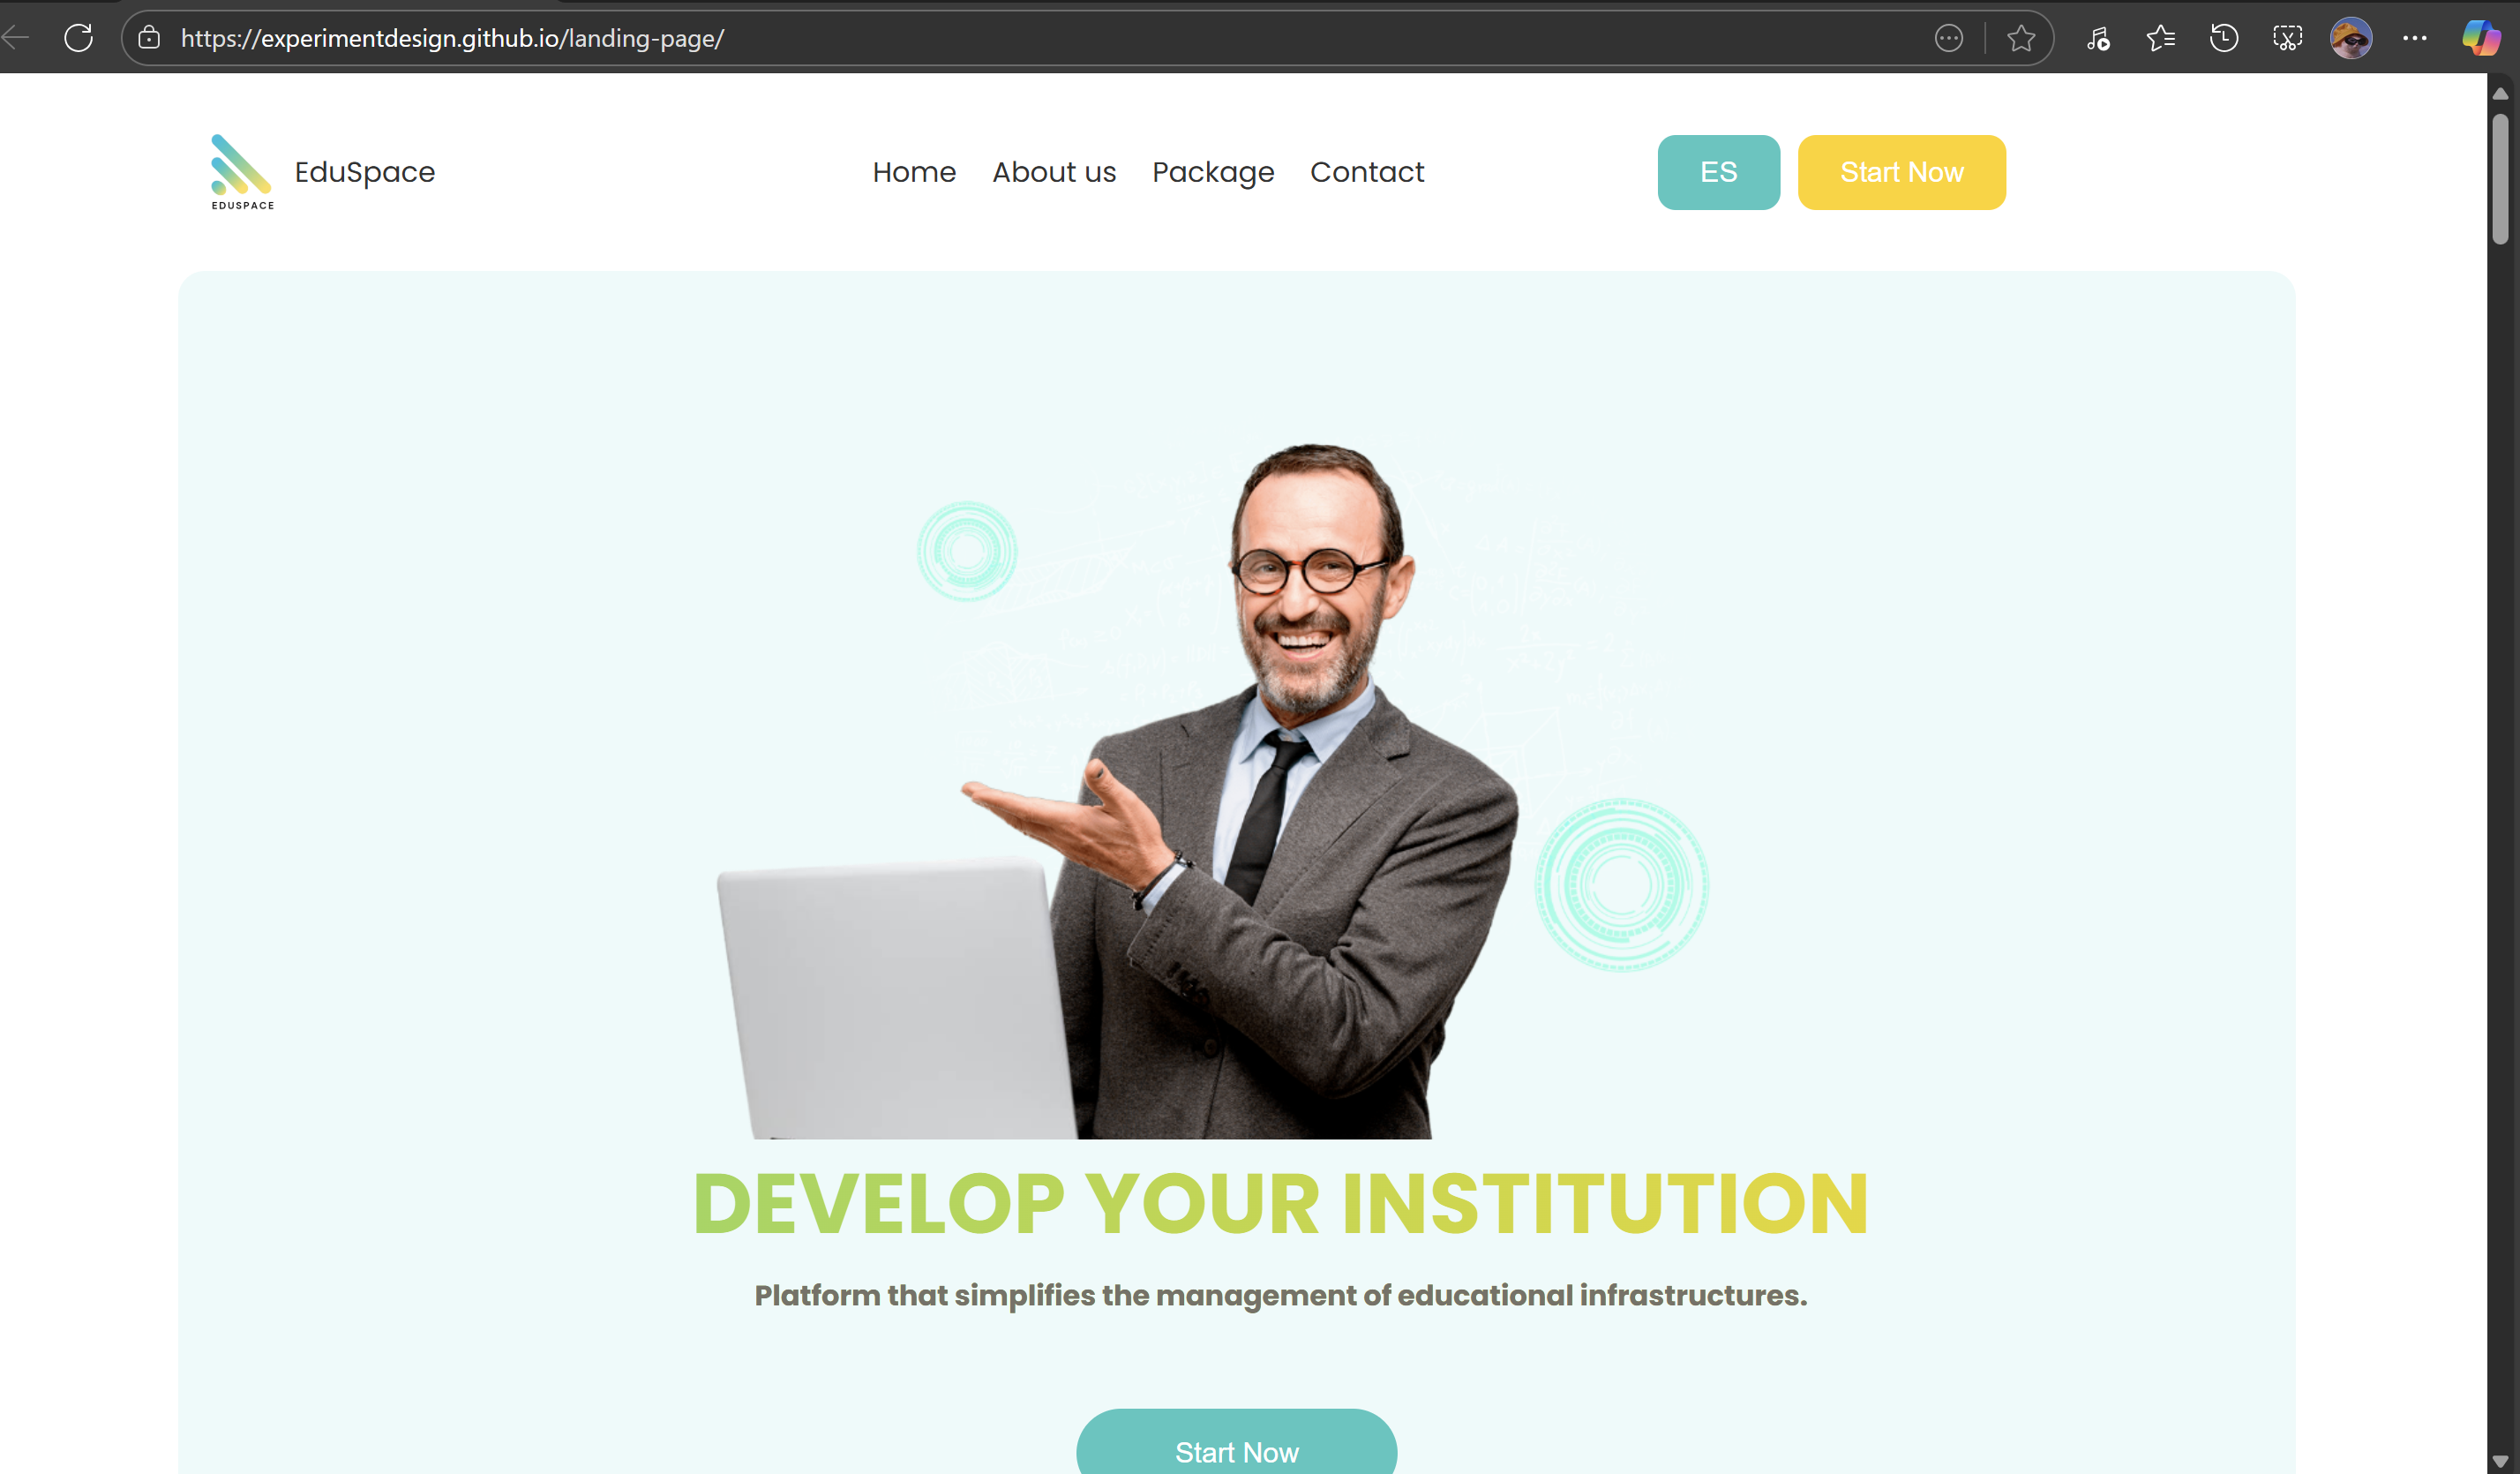 https://experimentdesign.github.io/landing-page/
EDUSPACE
EduSpace
Home
About us
Package
Contact
ES
Start Now
DEVELOP YOUR INSTITUTION
Platform that simplifies the management of educational infrastructures.
Start Now